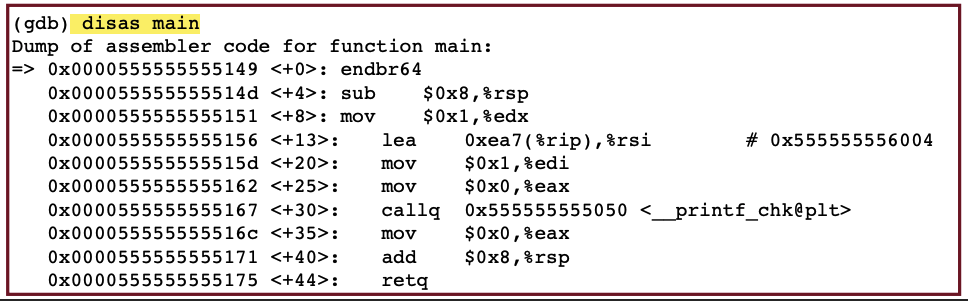 (gdb) disas main
Dump of assembler code for function main:
=> 0x0000555555555149 <+0>: endbr64
0x000055555555514d <+4>: sub $0x8,%rsp
0x0000555555555151 <+8>: mov $0x1,%edx
0x0000555555555156 <+13>: lea 0xea7(%rip),%rsi # 0x555555556004
0x000055555555515d <+20>: mov $0x1,%edi
0x0000555555555162 <+25>: mov $0x0,%eax
0x0000555555555167 <+30>: callq 0x555555555050 <__printf_chk@plt>
0x000055555555516c <+35>: mov $0x0,%eax
0x0000555555555171 <+40>: add $0x8,%rsp
0x0000555555555175 <+44>: retq